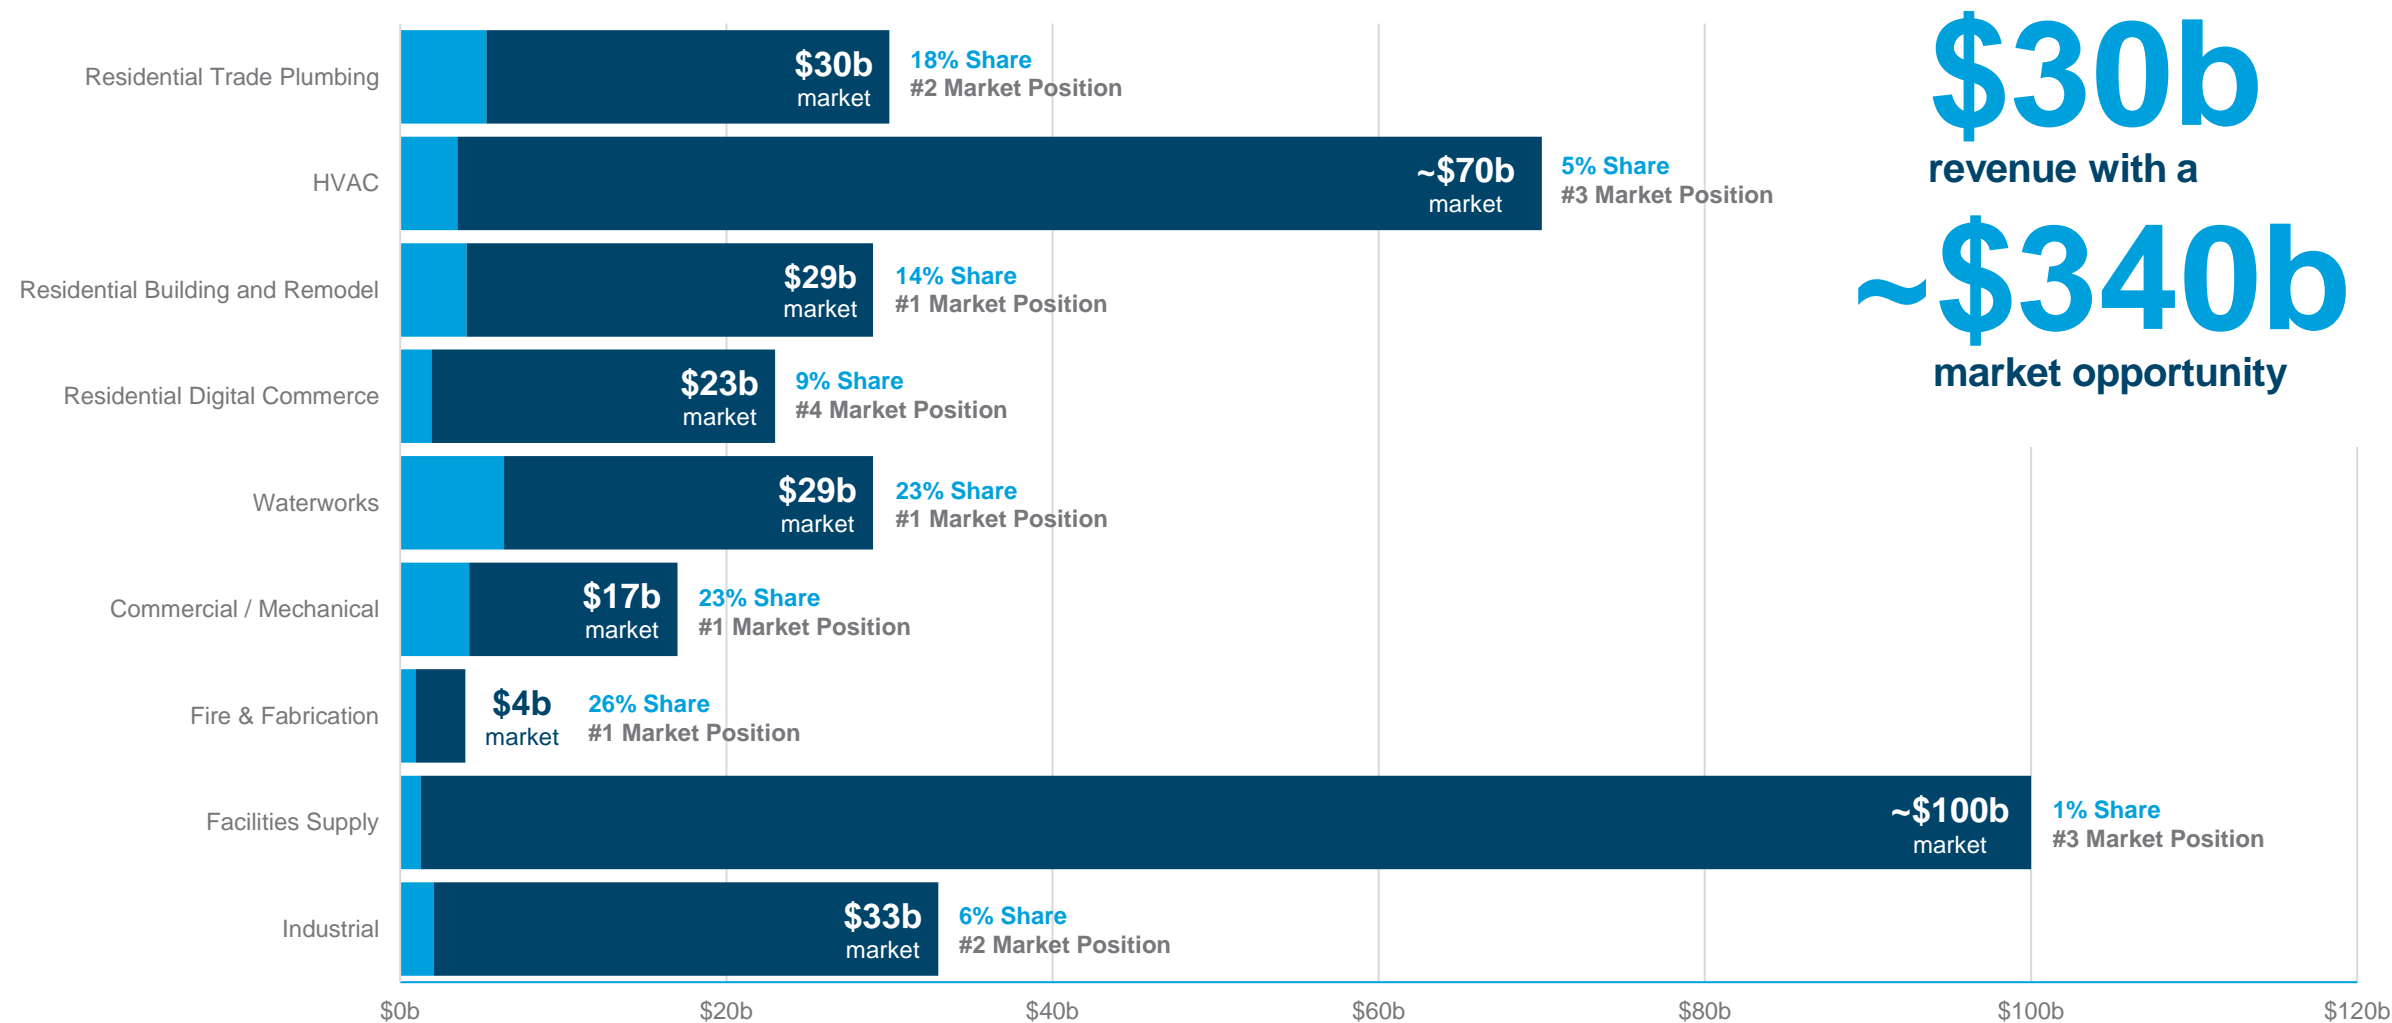 $30b
revenue with a
~$340b
market opportunity
Residential Trade Plumbing
$30b
market
18% Share
#2 Market Position
HVAC
~$70b
market
5% Share
#3 Market Position
Residential Building and Remodel
$29b
market
14% Share
#1 Market Position
Residential Digital Commerce
$23b
market
9% Share
#4 Market Position
Waterworks
$29b
market
23% Share
#1 Market Position
Commercial / Mechanical
$17b
market
23% Share
#1 Market Position
Fire & Fabrication
$4b
market
26% Share
#1 Market Position
Facilities Supply
~$100b
market
1% Share
#3 Market Position
Industrial
$33b
market
6% Share
#2 Market Position
$0b $20b $40b $60b $80b $100b $120b